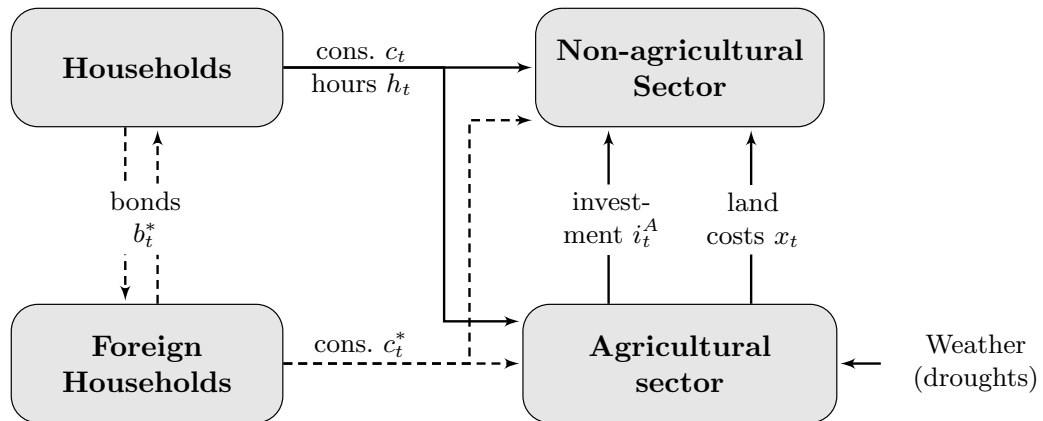 Households
cons. c_t
hours h_t
Non-agricultural
Sector
bonds
b_t^*
invest-
ment i_t^A
land
costs x_t
Foreign
Households
cons. c_t^*
Agricultural
sector
Weather
(droughts)